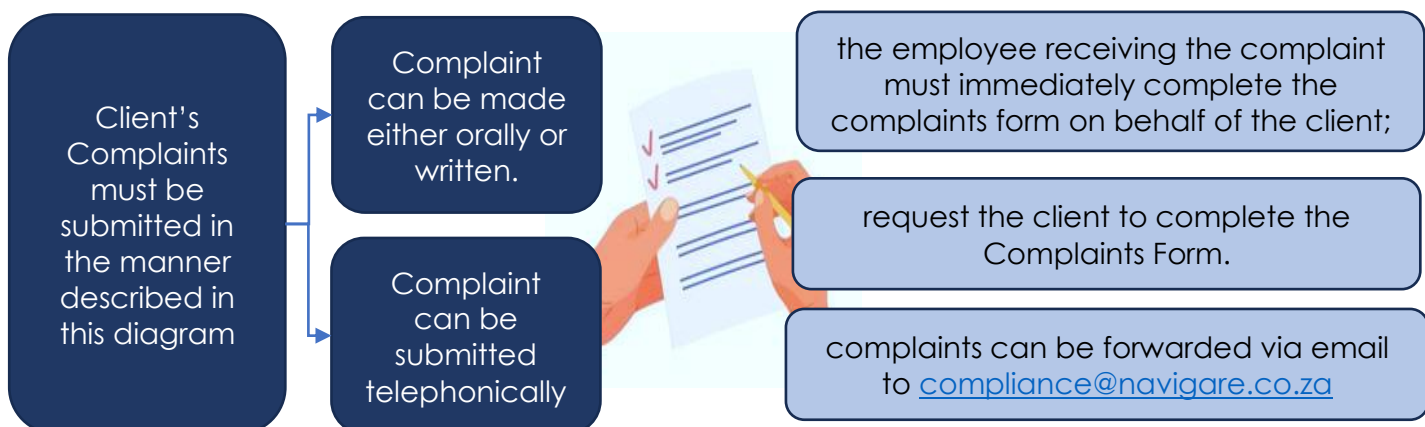 Client’s
Complaints
must be
submitted in
the manner
described in
this diagram
Complaint
can be made
either orally or
written.
Complaint
can be
submitted
telephonically
the employee receiving the complaint
must immediately complete the
complaints form on behalf of the client;
request the client to complete the
Complaints Form.
complaints can be forwarded via email
to compliance@navigare.co.za